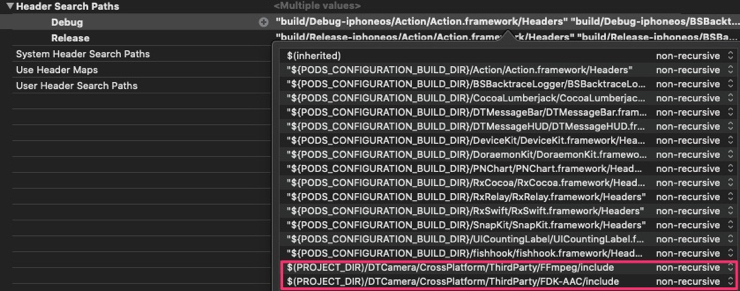 Header Search Paths <Multiple values>
Debug "build/Debug-iphoneos/Action/Action.framework/Headers" "build/Debug-iphoneos/BSBackt...
Release "build/Release-iphoneos/Action/Action.framework/Headers" "build/Release-iphoneos/BSB...
System Header Search Paths
Use Header Maps
User Header Search Paths
$(inherited) non-recursive
"${PODS_CONFIGURATION_BUILD_DIR}/Action/Action.framework/Headers" non-recursive
"${PODS_CONFIGURATION_BUILD_DIR}/BSBacktraceLogger/BSBacktraceLo... non-recursive
"${PODS_CONFIGURATION_BUILD_DIR}/CocoaLumberjack/CocoaLumberjac... non-recursive
"${PODS_CONFIGURATION_BUILD_DIR}/DTMessageBar/DTMessageBar.fram... non-recursive
"${PODS_CONFIGURATION_BUILD_DIR}/DTMessageHUD/DTMessageHUD.fr... non-recursive
"${PODS_CONFIGURATION_BUILD_DIR}/DeviceKit/DeviceKit.framework/Hea... non-recursive
"${PODS_CONFIGURATION_BUILD_DIR}/DoraemonKit/DoraemonKit.framewo... non-recursive
"${PODS_CONFIGURATION_BUILD_DIR}/PNChart/PNChart.framework/Head... non-recursive
"${PODS_CONFIGURATION_BUILD_DIR}/RxCocoa/RxCocoa.framework/Head... non-recursive
"${PODS_CONFIGURATION_BUILD_DIR}/RxRelay/RxRelay.framework/Headers" non-recursive
"${PODS_CONFIGURATION_BUILD_DIR}/RxSwift/RxSwift.framework/Headers" non-recursive
"${PODS_CONFIGURATION_BUILD_DIR}/SnapKit/SnapKit.framework/Headers" non-recursive
"${PODS_CONFIGURATION_BUILD_DIR}/UICountingLabel/UICountingLabel.f... non-recursive
"${PODS_CONFIGURATION_BUILD_DIR}/fishhook/fishhook.framework/Head... non-recursive
$(PROJECT_DIR)/DTCamera/CrossPlatform/ThirdParty/FFmpeg/include non-recursive
$(PROJECT_DIR)/DTCamera/CrossPlatform/ThirdParty/FDK-AAC/include non-recursive